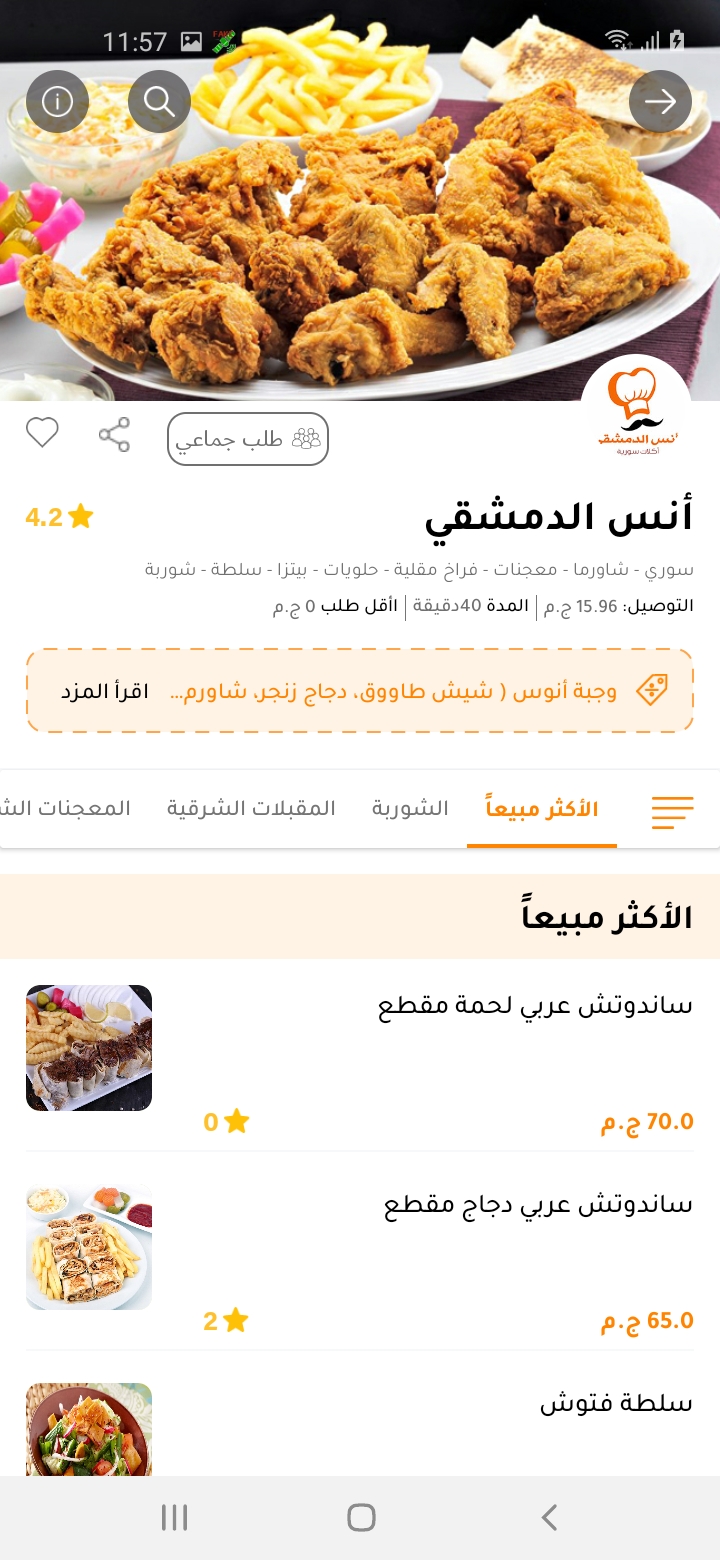 11:57
طلب جماعي
أنس الدمشقي
أكلات سورية
أنس الدمشقي
4.2
سوري - شاورما - معجنات - فراخ مقلية - حلويات - بيتزا - سلطة - شوربة
التوصيل: 15.96 ج.م | المدة 40دقيقة | اأقل طلب 0 ج.م
وجبة أنوس ( شيش طاووق، دجاج زنجر، شاورم... اقرأ المزد
الأكثر مبيعاً الشوربة المقبلات الشرقية المعجنات الش
الأكثر مبيعاً
ساندوتش عربي لحمة مقطع
70.0 ج.م 0
ساندوتش عربي دجاج مقطع
65.0 ج.م 2
سلطة فتوش